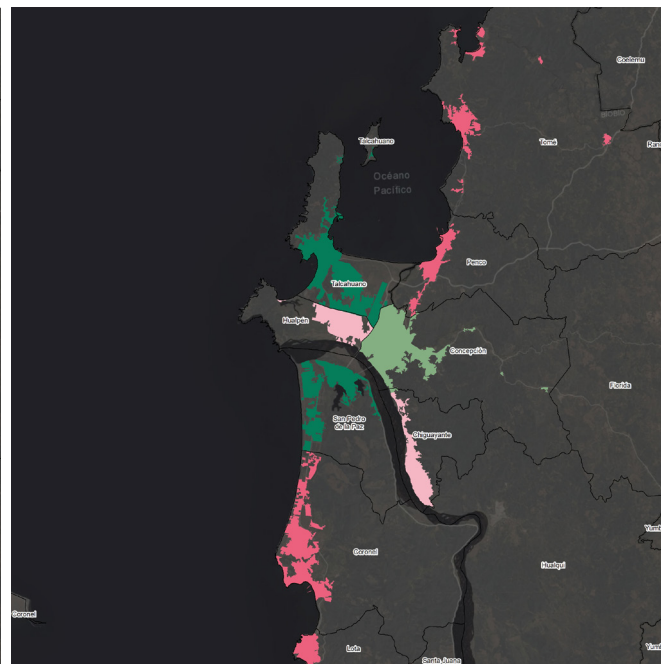 Coelemu
Talcahuano
Tomé
Océano
Pacífico
Penco
Talcahuano
Hualpén
Concepción
Florida
San Pedro
de la Paz
Chiguayante
Coronel
Hualqui
Coronel
Lota
Santa Juana